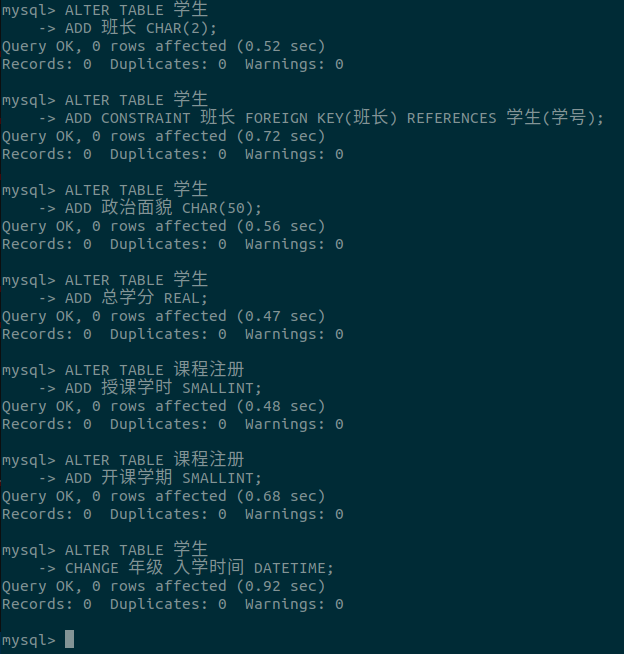 mysql> ALTER TABLE 学生
    -> ADD 班长 CHAR(2);
Query OK, 0 rows affected (0.52 sec)
Records: 0  Duplicates: 0  Warnings: 0

mysql> ALTER TABLE 学生
    -> ADD CONSTRAINT 班长 FOREIGN KEY(班长) REFERENCES 学生(学号);
Query OK, 0 rows affected (0.72 sec)
Records: 0  Duplicates: 0  Warnings: 0

mysql> ALTER TABLE 学生
    -> ADD 政治面貌 CHAR(50);
Query OK, 0 rows affected (0.56 sec)
Records: 0  Duplicates: 0  Warnings: 0

mysql> ALTER TABLE 学生
    -> ADD 总学分 REAL;
Query OK, 0 rows affected (0.47 sec)
Records: 0  Duplicates: 0  Warnings: 0

mysql> ALTER TABLE 课程注册
    -> ADD 授课学时 SMALLINT;
Query OK, 0 rows affected (0.48 sec)
Records: 0  Duplicates: 0  Warnings: 0

mysql> ALTER TABLE 课程注册
    -> ADD 开课学期 SMALLINT;
Query OK, 0 rows affected (0.68 sec)
Records: 0  Duplicates: 0  Warnings: 0

mysql> ALTER TABLE 学生
    -> CHANGE 年级 入学时间 DATETIME;
Query OK, 0 rows affected (0.92 sec)
Records: 0  Duplicates: 0  Warnings: 0

mysql>